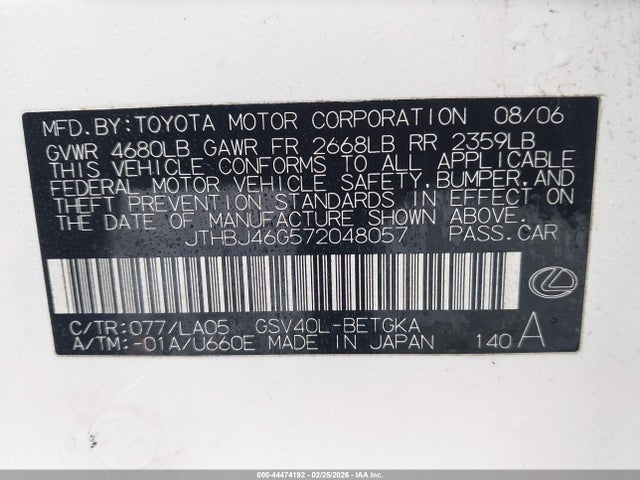 MFD.BY:TOYOTA MOTOR CORPORATION 08/06
GVWR 4680LB GAWR FR 2668LB RR 2359LB
THIS VEHICLE CONFORMS TO ALL APPLICABLE
FEDERAL MOTOR VEHICLE SAFETY,BUMPER,AND
THEFT PREVENTION STANDARDS IN EFFECT ON
THE DATE OF MANUFACTURE SHOWN ABOVE.
JTHBJ46G572048057 PASS.CAR
C/TR:077/LA05 GSV40L-BETGKA
A/TM:-01A/U660E MADE IN JAPAN 140 A
000-44474192 - 02/25/2026 - IAA Inc.